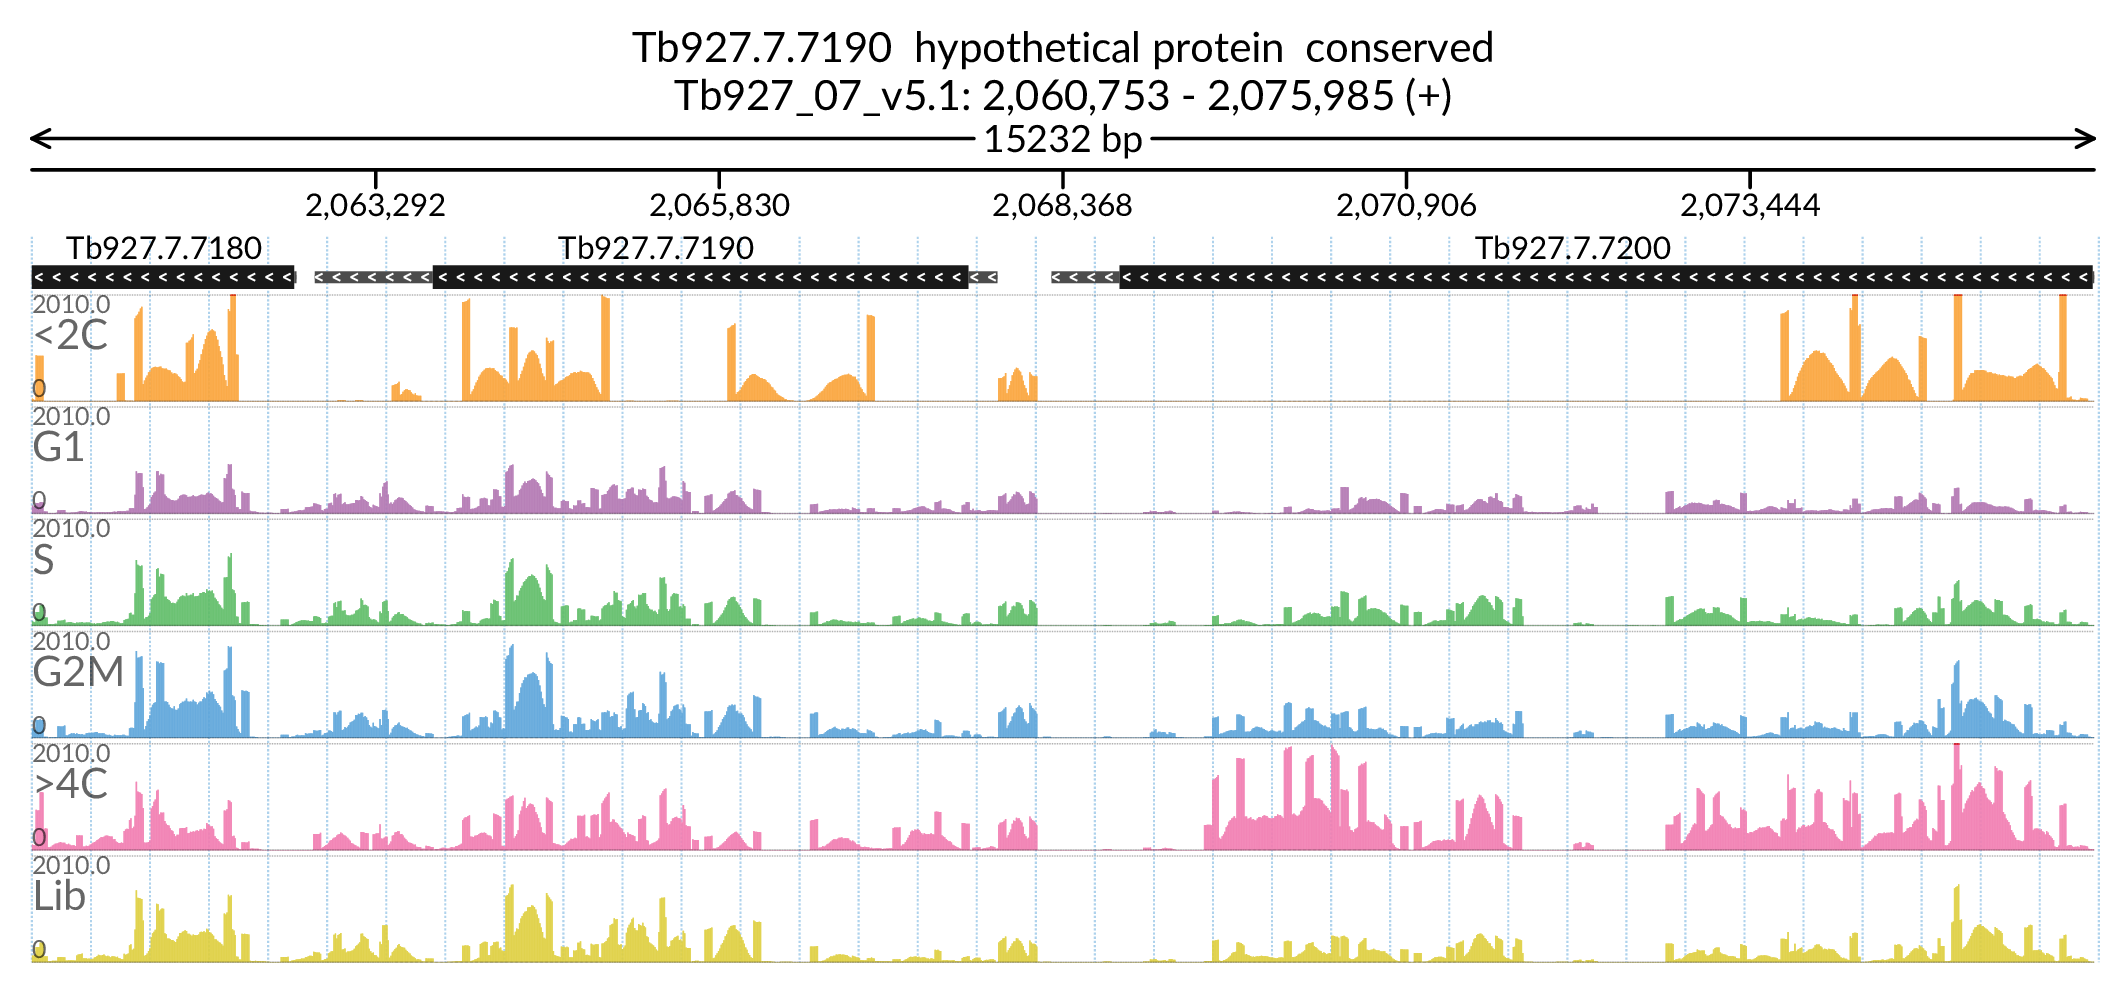 Tb927.7.7190  hypothetical protein  conserved
Tb927_07_v5.1: 2,060,753 - 2,075,985 (+)
15232 bp
2,063,292 2,065,830 2,068,368 2,070,906 2,073,444
Tb927.7.7180 Tb927.7.7190 Tb927.7.7200
2010.0
<2C
0
2010.0
G1
0
2010.0
S
0
2010.0
G2M
0
2010.0
>4C
0
2010.0
Lib
0